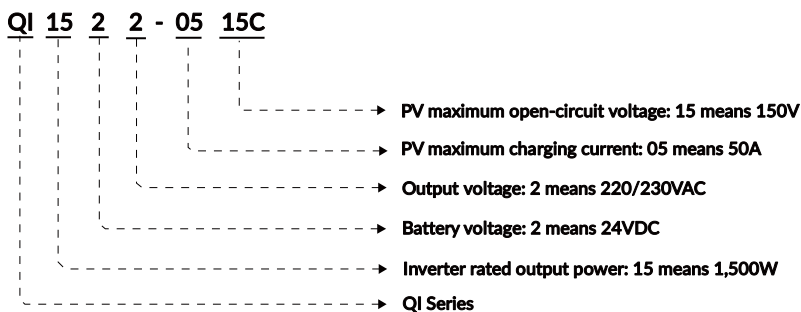 QI 15 2 2 - 05 15C
PV maximum open-circuit voltage: 15 means 150V
PV maximum charging current: 05 means 50A
Output voltage: 2 means 220/230VAC
Battery voltage: 2 means 24VDC
Inverter rated output power: 15 means 1,500W
QI Series